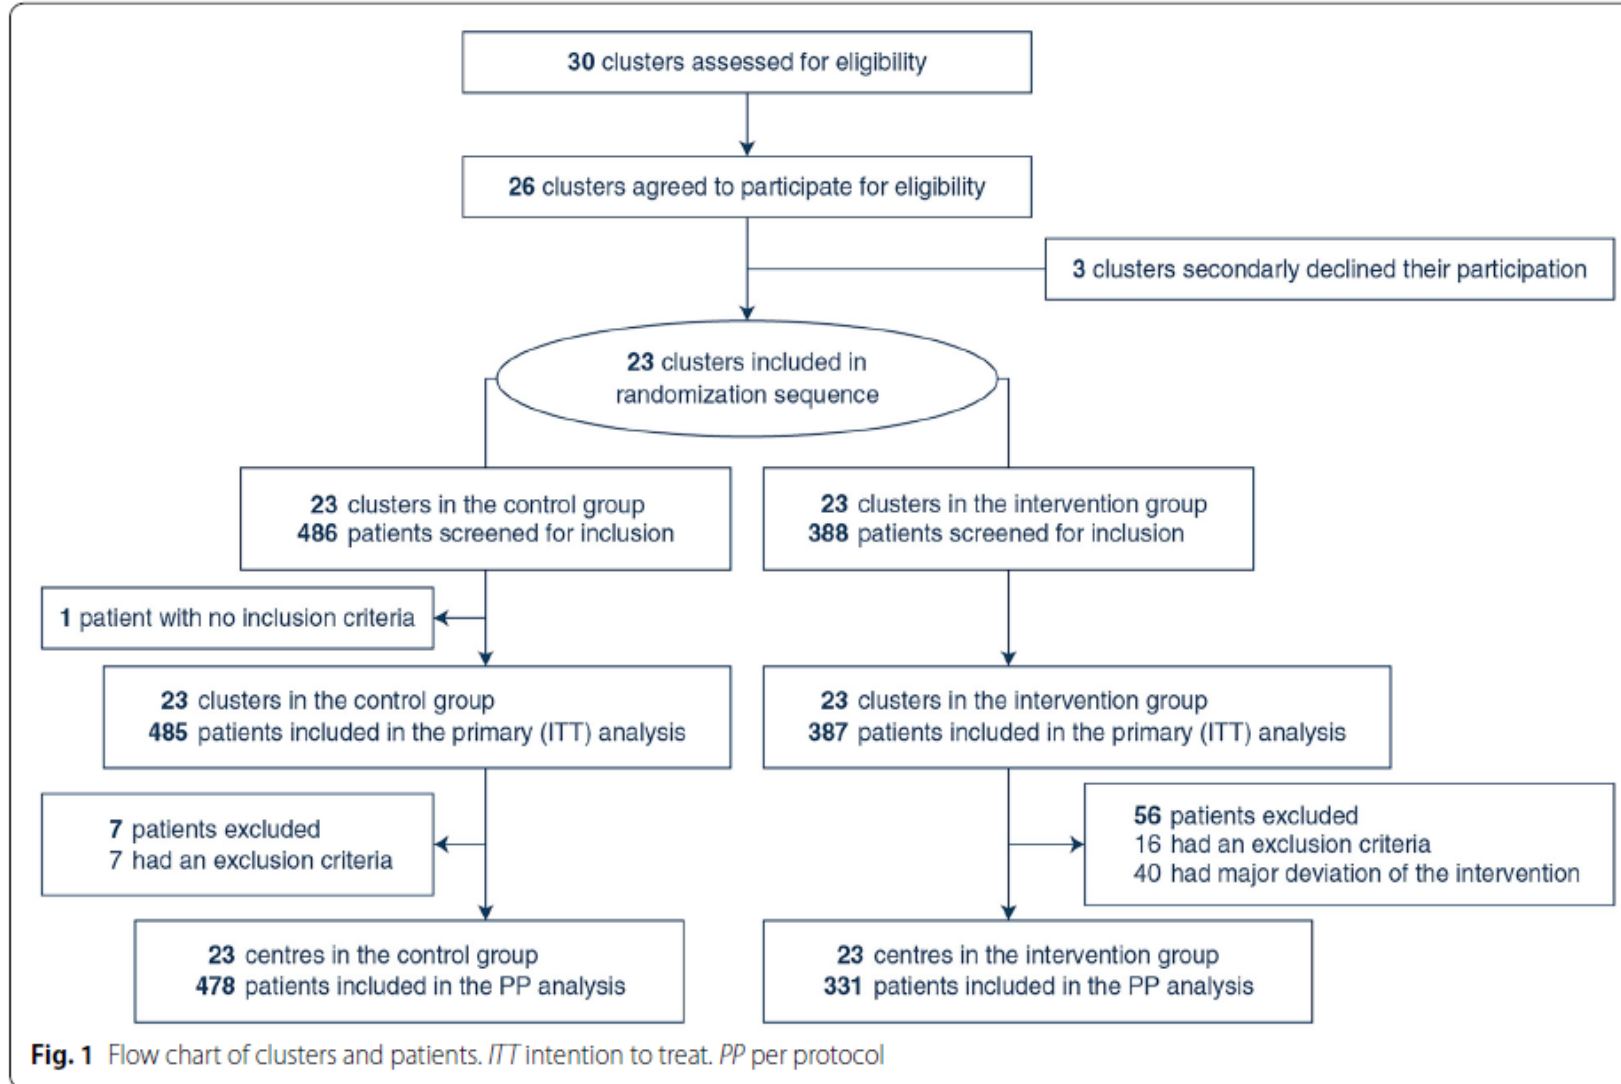 30 clusters assessed for eligibility
26 clusters agreed to participate for eligibility
3 clusters secondarly declined their participation
23 clusters included in
randomization sequence
23 clusters in the control group
486 patients screened for inclusion
23 clusters in the intervention group
388 patients screened for inclusion
1 patient with no inclusion criteria
23 clusters in the control group
485 patients included in the primary (ITT) analysis
23 clusters in the intervention group
387 patients included in the primary (ITT) analysis
7 patients excluded
7 had an exclusion criteria
56 patients excluded
16 had an exclusion criteria
40 had major deviation of the intervention
23 centres in the control group
478 patients included in the PP analysis
23 centres in the intervention group
331 patients included in the PP analysis
Fig. 1 Flow chart of clusters and patients. ITT intention to treat. PP per protocol